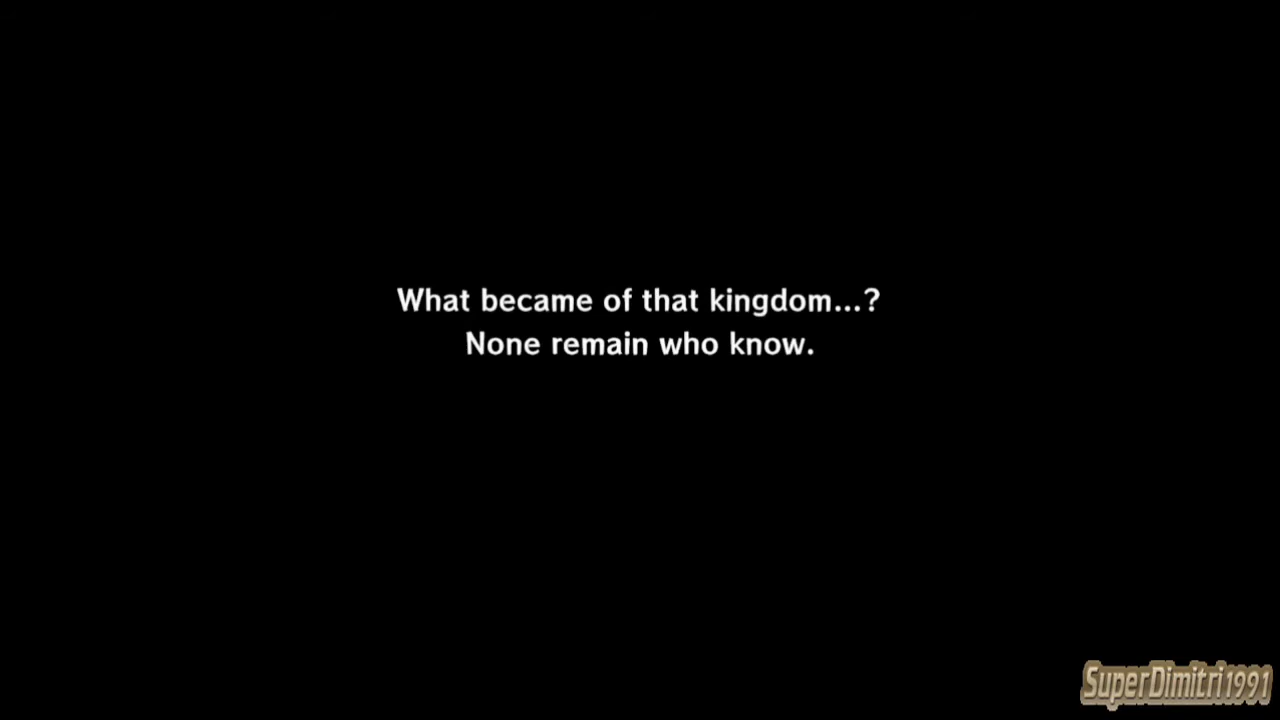 What became of that kingdom...?
None remain who know.
SuperDimitri1991